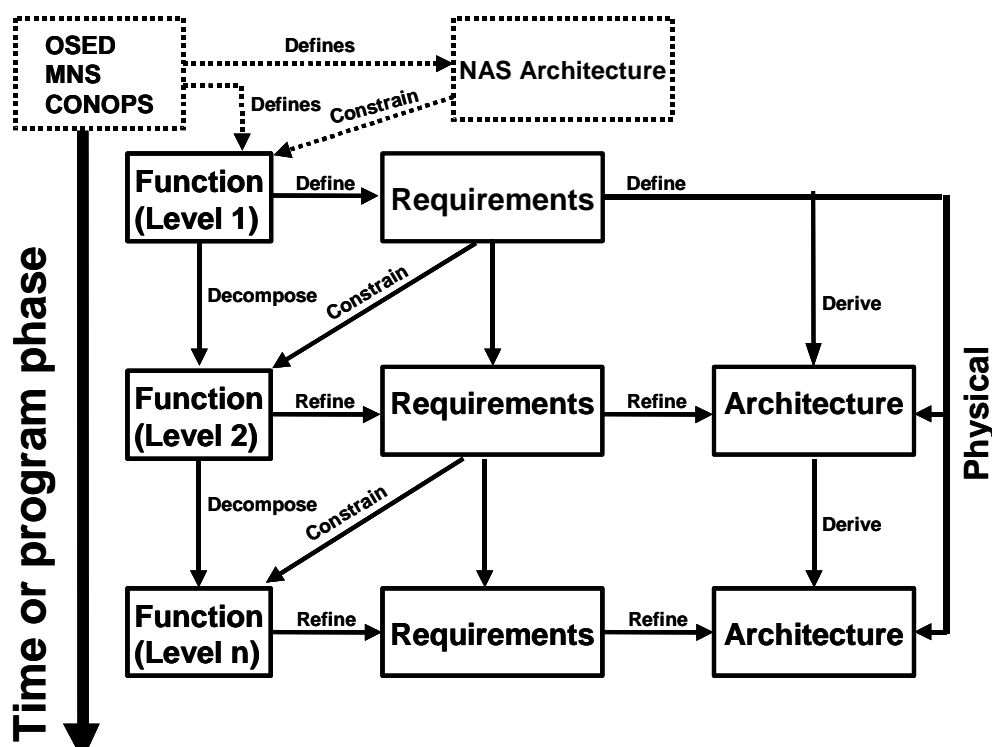 OSED
MNS
CONOPS
Defines
NAS Architecture
Defines
Constrain
Function
(Level 1)
Define
Requirements
Define
Decompose
Constrain
Derive
Function
(Level 2)
Refine
Requirements
Refine
Architecture
Decompose
Constrain
Derive
Function
(Level n)
Refine
Requirements
Refine
Architecture
Time or program phase
Physical